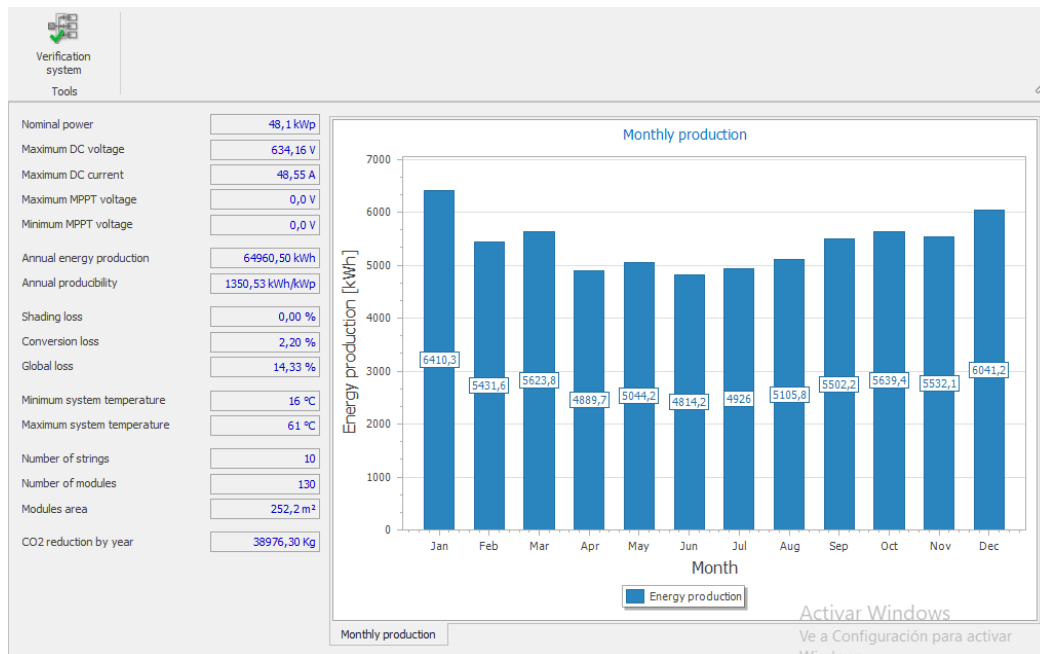 Verification
system
Tools
Nominal power 48,1 kWp
Maximum DC voltage 634,16 V
Maximum DC current 48,55 A
Maximum MPPT voltage 0,0 V
Minimum MPPT voltage 0,0 V
Annual energy production 64960,50 kWh
Annual producibility 1350,53 kWh/kWp
Shading loss 0,00 %
Conversion loss 2,20 %
Global loss 14,33 %
Minimum system temperature 16 ºC
Maximum system temperature 61 ºC
Number of strings 10
Number of modules 130
Modules area 252,2 m²
CO2 reduction by year 38976,30 Kg
Monthly production
Energy production [kWh]
7000
6000
5000
4000
3000
2000
1000
0
6410,3 5431,6 5623,8 4889,7 5044,2 4814,2 4926 5105,8 5502,2 5639,4 5532,1 6041,2
Jan Feb Mar Apr May Jun Jul Aug Sep Oct Nov Dec
Month
Energy production
Monthly production
Activar Windows
Ve a Configuración para activar